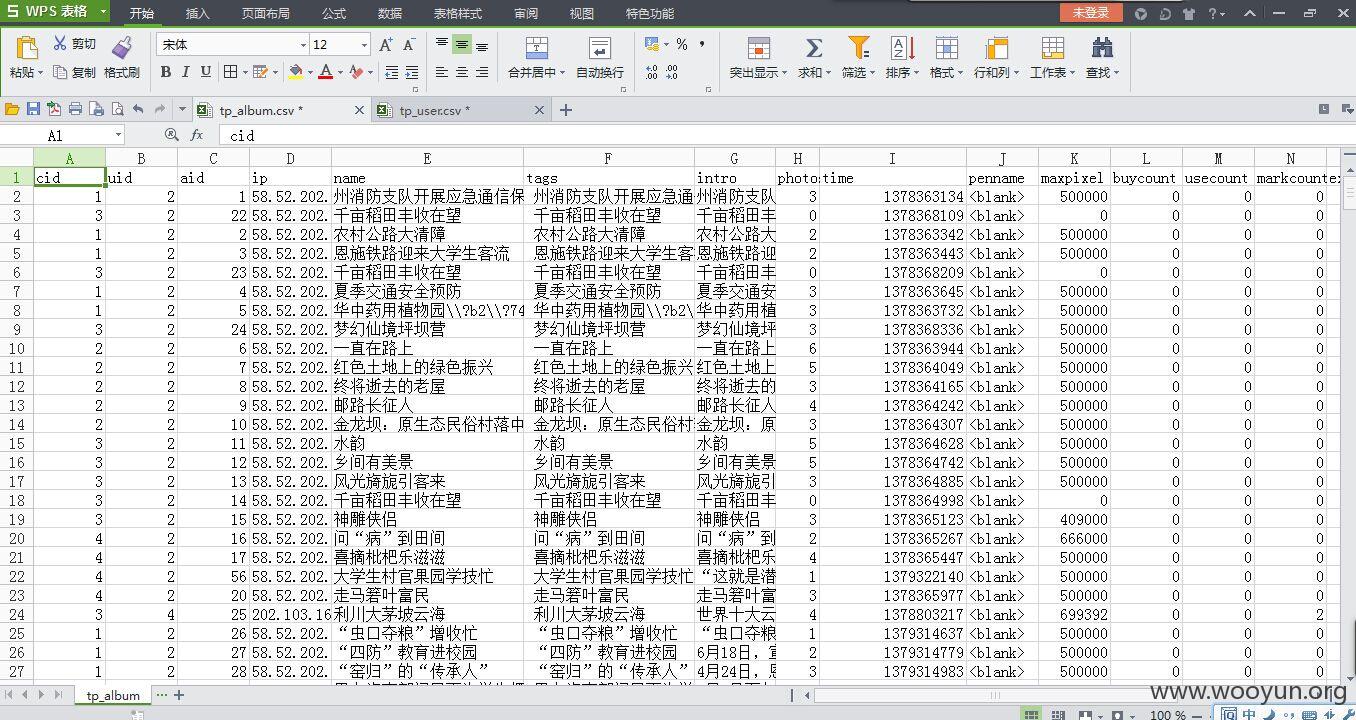 S WPS 表格 开始 插入 页面布局 公式 数据 表格样式 审阅 视图 特色功能 未登录
剪切 宋体 12
粘贴 复制 格式刷 B I U 合并居中 自动换行 突出显示 求和 筛选 排序 格式 行和列 工作表 查找
tp_album.csv * tp_user.csv *
A1 fx cid
A B C D E F G H I J K L M N
1 cid uid aid ip name tags intro photos time penname maxpixel buycount usecount markcount ex
2 1 2 1 58.52.202. 州消防支队开展应急通信保 州消防支队开展应急通 州消防支队 3 1378363134 <blank> 500000 0 0 0
3 3 2 22 58.52.202. 千亩稻田丰收在望 千亩稻田丰收在望 千亩稻田丰 0 1378368109 <blank> 0 0 0 0
4 1 2 2 58.52.202. 农村公路大清障 农村公路大清障 农村公路大 2 1378363342 <blank> 500000 0 0 0
5 1 2 3 58.52.202. 恩施铁路迎来大学生客流 恩施铁路迎来大学生客 恩施铁路迎 2 1378363443 <blank> 500000 0 0 0
6 3 2 23 58.52.202. 千亩稻田丰收在望 千亩稻田丰收在望 千亩稻田丰 0 1378368209 <blank> 0 0 0 0
7 1 2 4 58.52.202. 夏季交通安全预防 夏季交通安全预防 夏季交通安 3 1378363645 <blank> 500000 0 0 0
8 1 2 5 58.52.202. 华中药用植物园\\?b2\\?74 华中药用植物园\\?b2\ 华中药用植 3 1378363732 <blank> 500000 0 0 0
9 3 2 24 58.52.202. 梦幻仙境坪坝营 梦幻仙境坪坝营 梦幻仙境坪 3 1378368336 <blank> 500000 0 0 0
10 2 2 6 58.52.202. 一直在路上 一直在路上 一直在路上 6 1378363944 <blank> 500000 0 0 0
11 2 2 7 58.52.202. 红色土地上的绿色振兴 红色土地上的绿色振兴 红色土地上 5 1378364049 <blank> 500000 0 0 0
12 2 2 8 58.52.202. 终将逝去的老屋 终将逝去的老屋 终将逝去的 3 1378364165 <blank> 500000 0 0 0
13 2 2 9 58.52.202. 邮路长征人 邮路长征人 邮路长征人 4 1378364242 <blank> 500000 0 0 0
14 2 2 10 58.52.202. 金龙坝：原生态民俗村落中 金龙坝：原生态民俗村 金龙坝：原 3 1378364307 <blank> 500000 0 0 0
15 3 2 11 58.52.202. 水韵 水韵 水韵 5 1378364628 <blank> 500000 0 0 0
16 3 2 12 58.52.202. 乡间有美景 乡间有美景 乡间有美景 5 1378364742 <blank> 500000 0 0 0
17 3 2 13 58.52.202. 风光旖旎引客来 风光旖旎引客来 风光旖旎引 3 1378364885 <blank> 500000 0 0 0
18 3 2 14 58.52.202. 千亩稻田丰收在望 千亩稻田丰收在望 千亩稻田丰 0 1378364998 <blank> 0 0 0 0
19 3 2 15 58.52.202. 神雕侠侣 神雕侠侣 神雕侠侣 3 1378365123 <blank> 409000 0 0 0
20 4 2 16 58.52.202. 问“病”到田间 问“病”到田间 问“病”到 2 1378365267 <blank> 666000 0 0 0
21 4 2 17 58.52.202. 喜摘枇杷乐滋滋 喜摘枇杷乐滋滋 喜摘枇杷乐 4 1378365447 <blank> 500000 0 0 0
22 4 2 56 58.52.202. 大学生村官果园学技忙 大学生村官果园学技忙 “这就是潜 1 1379322140 <blank> 500000 0 0 0
23 4 2 20 58.52.202. 走马箬叶富民 走马箬叶富民 走马箬叶富 3 1378365977 <blank> 500000 0 0 0
24 3 4 25 202.103.16 利川大茅坡云海 利川大茅坡云海 世界十大云 4 1378803217 <blank> 699392 0 0 2
25 1 2 26 58.52.202. “虫口夺粮”增收忙 “虫口夺粮”增收忙 “虫口夺粮 1 1379314637 <blank> 500000 0 0 0
26 1 2 27 58.52.202. “四防”教育进校园 “四防”教育进校园 6月18日，宣 2 1379314779 <blank> 500000 0 0 0
27 1 2 28 58.52.202. “窑归”的“传承人” “窑归”的“传承人” 4月24日，恩 3 1379314983 <blank> 500000 0 0 0
tp_album ··· +
www.wooyun.org
100 % 中